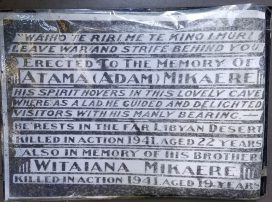 "WAIHO TE RIRI ME TE KINO I MURI"
LEAVE WAR AND STRIFE BEHIND YOU
ERECTED TO THE MEMORY OF
ATAMA (ADAM) MIKAERE
HIS SPIRIT HOVERS IN THIS LOVELY CAVE
WHERE AS A LAD HE GUIDED AND DELIGHTED
VISITORS WITH HIS MANLY BEARING —
HE RESTS IN THE FAR LIBYAN DESERT
KILLED IN ACTION 1941. AGED 22 YEARS
ALSO IN MEMORY OF HIS BROTHER
WITAIANA MIKAERE
KILLED IN ACTION 1941 AGED 19 YEARS